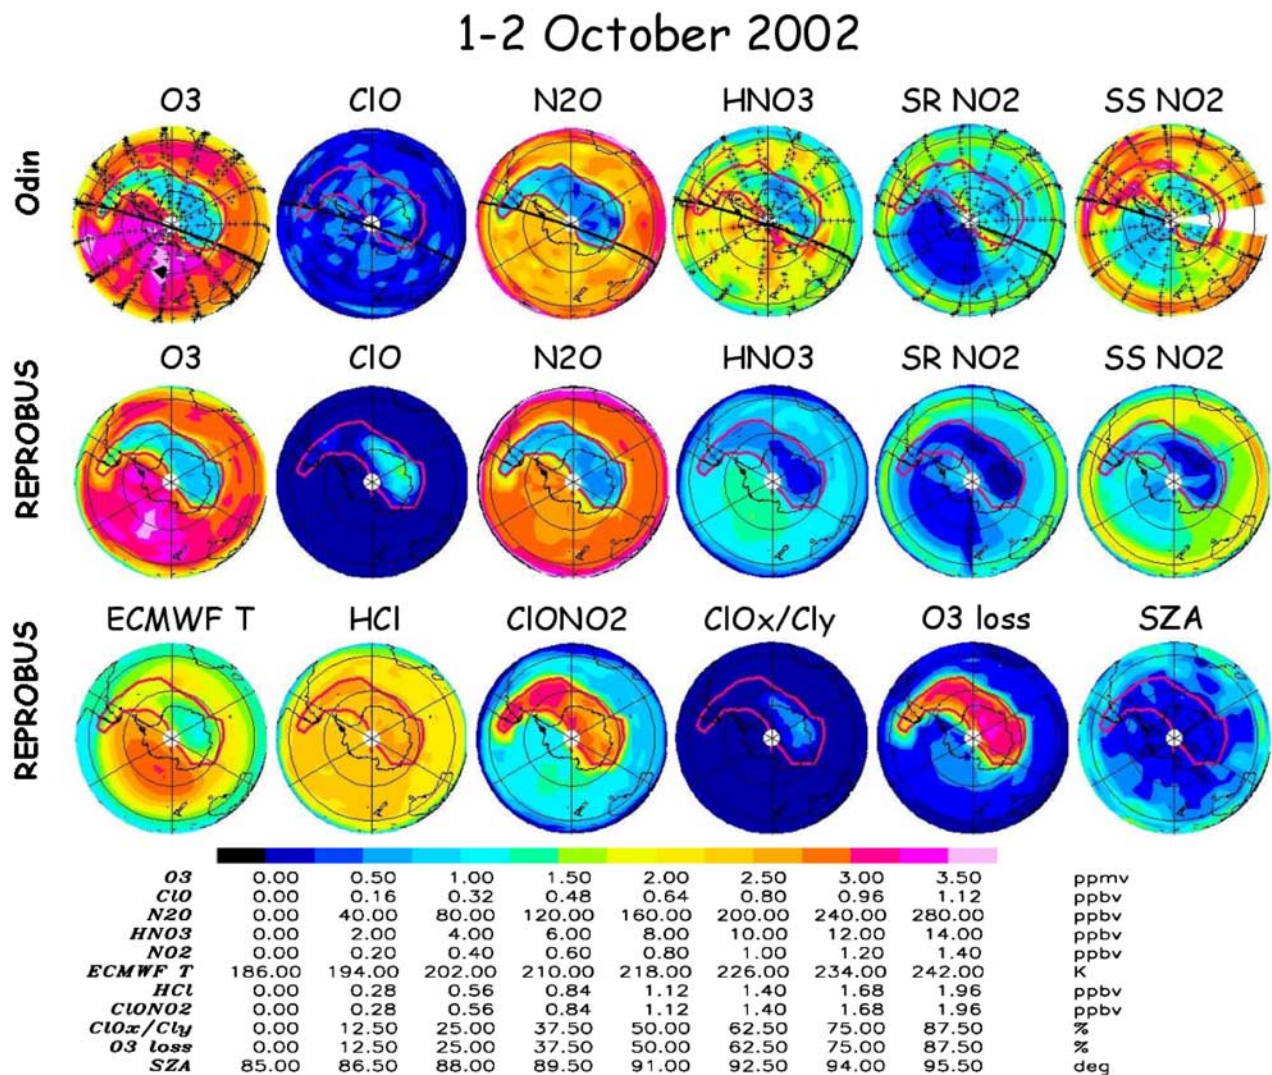 1-2 October 2002
O3 ClO N2O HNO3 SR NO2 SS NO2
Odin
O3 ClO N2O HNO3 SR NO2 SS NO2
REPROBUS
ECMWF T HCl ClONO2 ClOx/Cly O3 loss SZA
REPROBUS
O3 0.00 0.50 1.00 1.50 2.00 2.50 3.00 3.50 ppmv
ClO 0.00 0.16 0.32 0.48 0.64 0.80 0.96 1.12 ppbv
N2O 0.00 40.00 80.00 120.00 160.00 200.00 240.00 280.00 ppbv
HNO3 0.00 2.00 4.00 6.00 8.00 10.00 12.00 14.00 ppbv
NO2 0.00 0.20 0.40 0.60 0.80 1.00 1.20 1.40 ppbv
ECMWF T 186.00 194.00 202.00 210.00 218.00 226.00 234.00 242.00 K
HCl 0.00 0.28 0.56 0.84 1.12 1.40 1.68 1.96 ppbv
ClONO2 0.00 0.28 0.56 0.84 1.12 1.40 1.68 1.96 ppbv
ClOx/Cly 0.00 12.50 25.00 37.50 50.00 62.50 75.00 87.50 %
O3 loss 0.00 12.50 25.00 37.50 50.00 62.50 75.00 87.50 %
SZA 85.00 86.50 88.00 89.50 91.00 92.50 94.00 95.50 deg